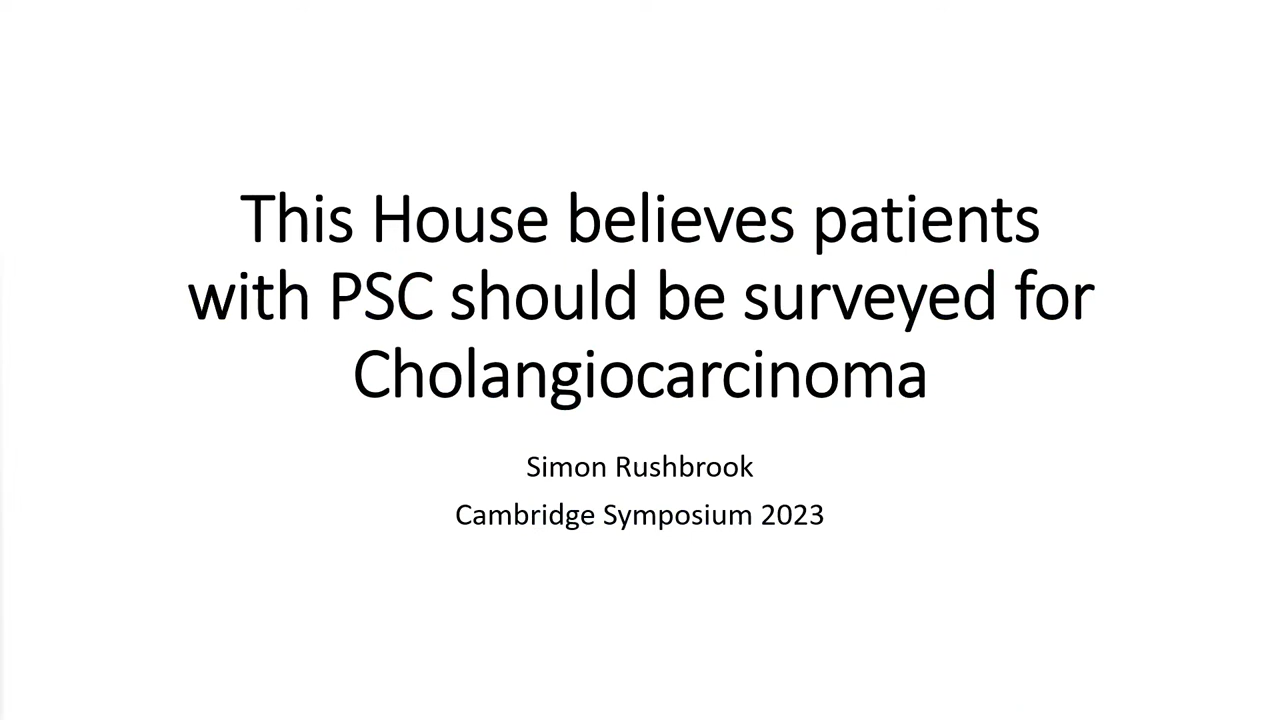 This House believes patients
with PSC should be surveyed for
Cholangiocarcinoma
Simon Rushbrook
Cambridge Symposium 2023